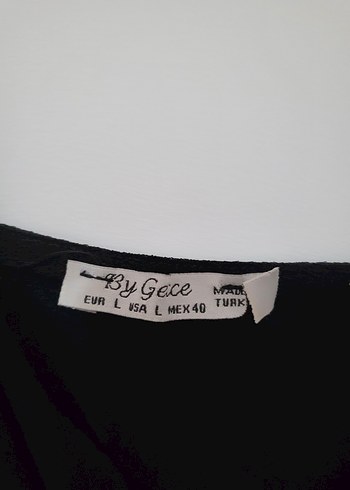 By Gece
EUR L USA L MEX 40
MADE
TURK